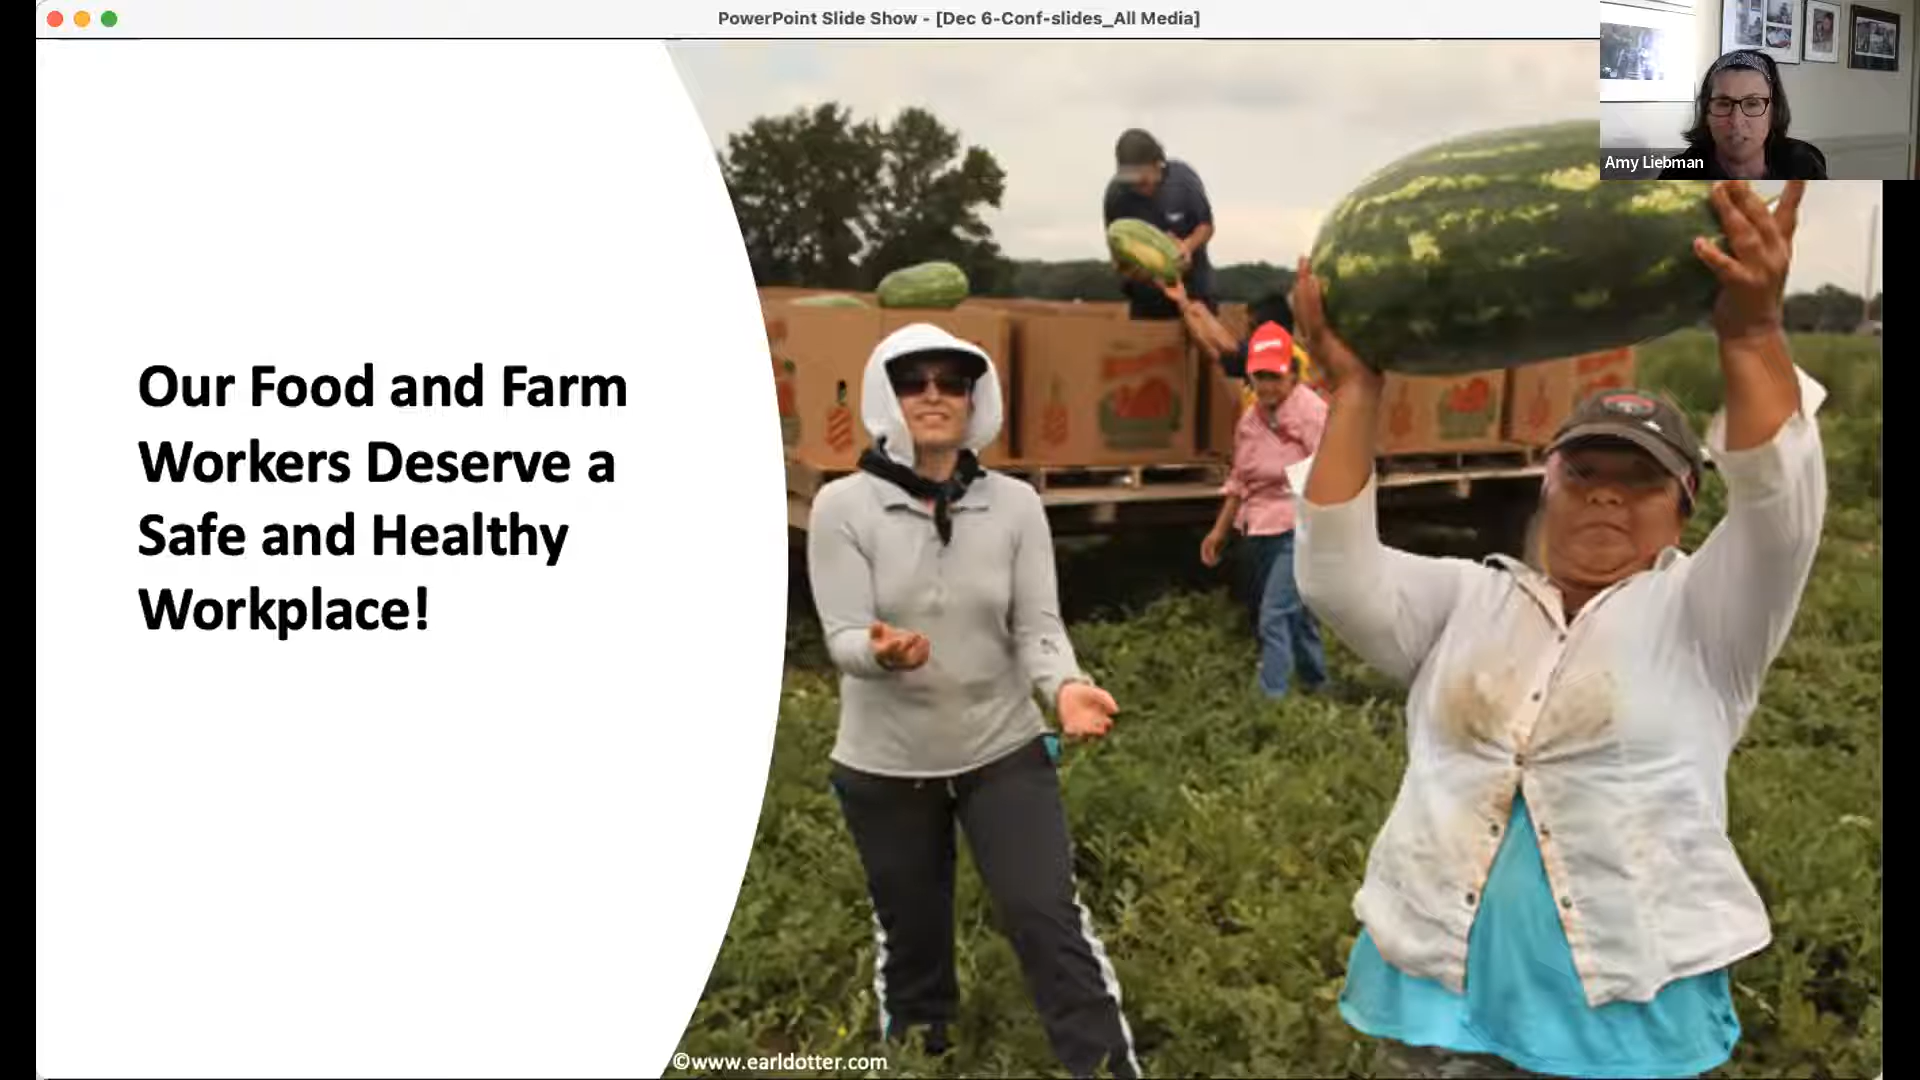 PowerPoint Slide Show - [Dec 6-Conf-slides_All Media]
Amy Liebman
Our Food and Farm
Workers Deserve a
Safe and Healthy
Workplace!
©www.earldotter.com